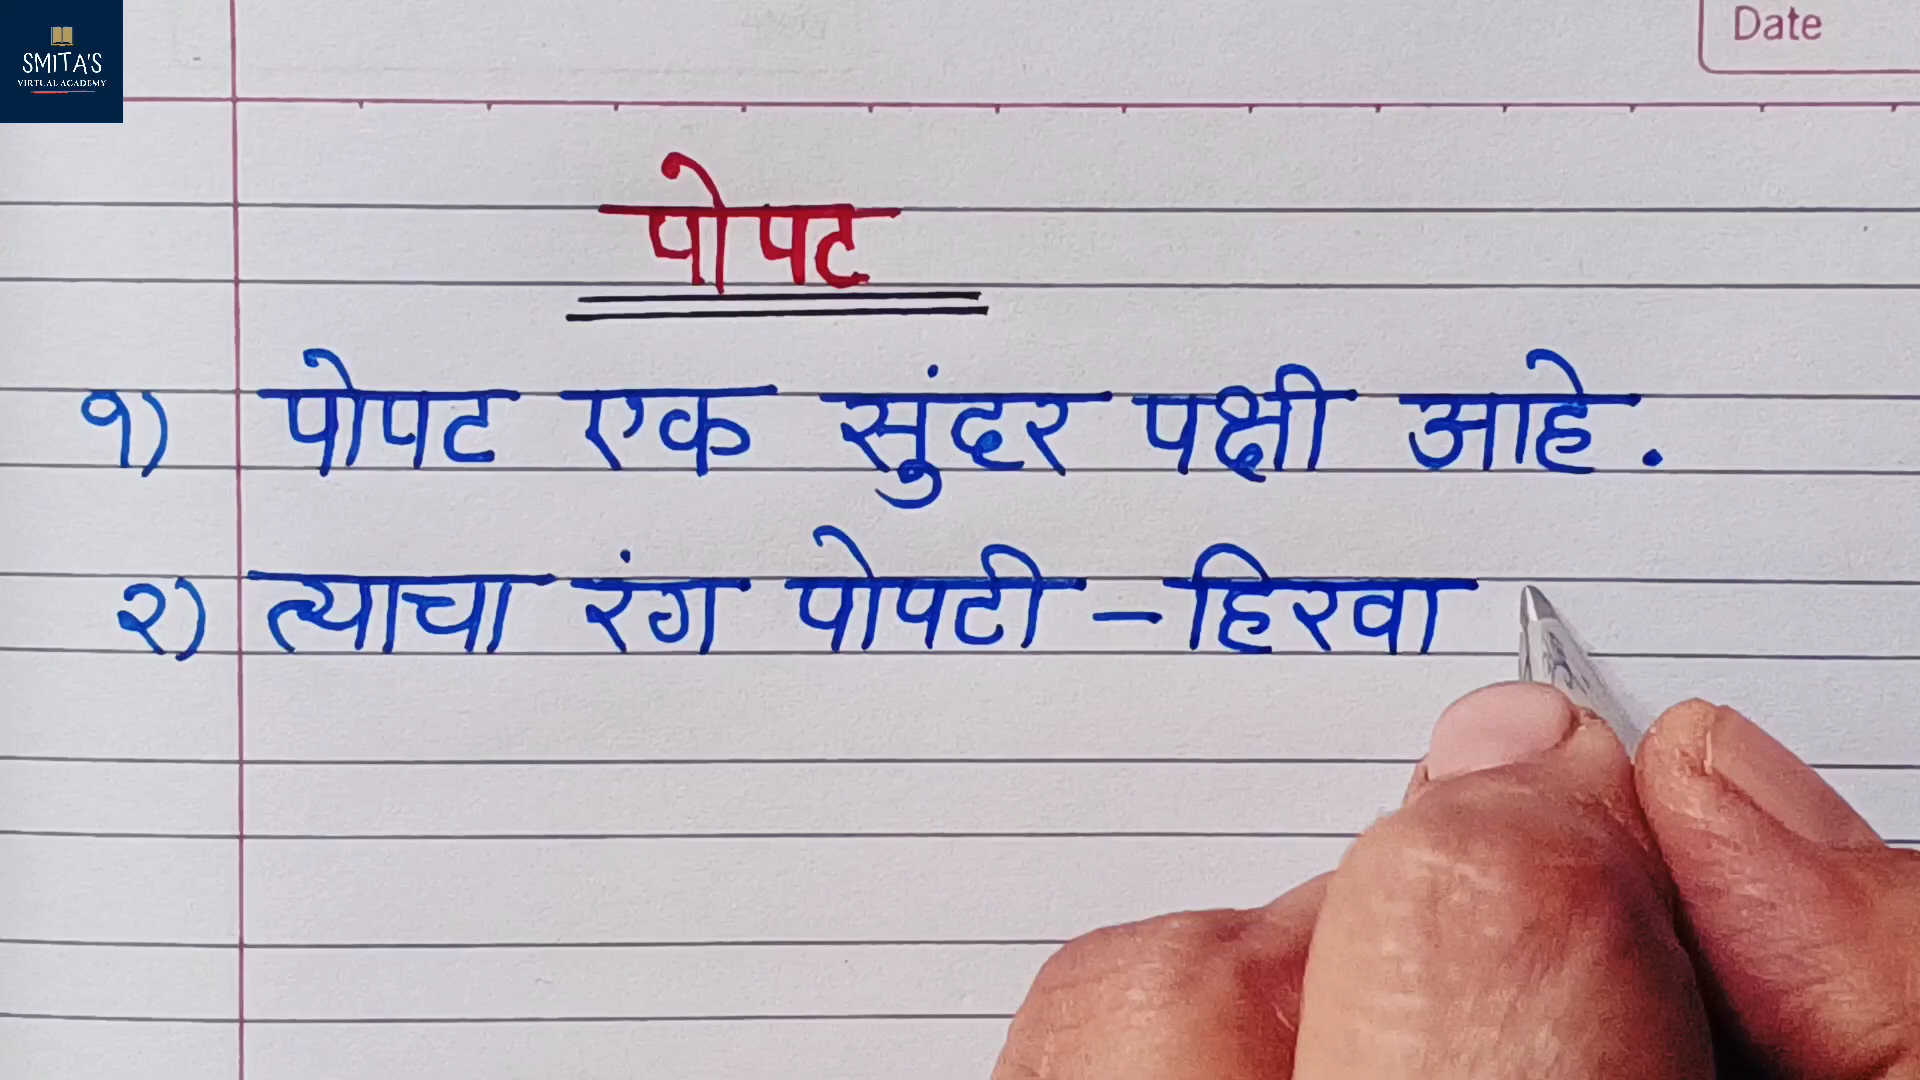 SMITA'S
VIRTUAL ACADEMY
Date
पोपट
१) पोपट एक सुंदर पक्षी आहे.
२) त्याचा रंग पोपटी – हिरवा